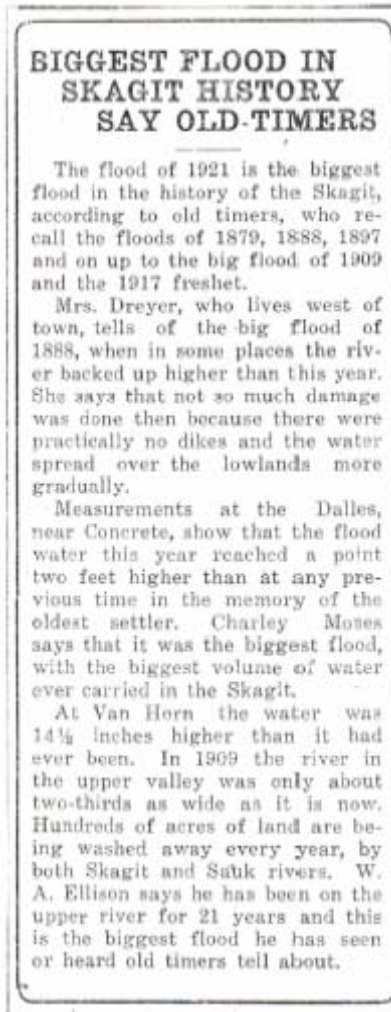 BIGGEST FLOOD IN
SKAGIT HISTORY
SAY OLD-TIMERS
The flood of 1921 is the biggest
flood in the history of the Skagit,
according to old timers, who re-
call the floods of 1879, 1888, 1897
and on up to the big flood of 1909
and the 1917 freshet.
Mrs. Dreyer, who lives west of
town, tells of the big flood of
1888, when in some places the riv-
er backed up higher than this year.
She says that not so much damage
was done then because there were
practically no dikes and the water
spread over the lowlands more
gradually.
Measurements at the Dalles,
near Concrete, show that the flood
water this year reached a point
two feet higher than at any pre-
vious time in the memory of the
oldest settler. Charley Moses
says that it was the biggest flood,
with the biggest volume of water
ever carried in the Skagit.
At Van Horn the water was
14½ inches higher than it had
ever been. In 1909 the river in
the upper valley was only about
two-thirds as wide as it is now.
Hundreds of acres of land are be-
ing washed away every year, by
both Skagit and Sauk rivers. W.
A. Ellison says he has been on the
upper river for 21 years and this
is the biggest flood he has seen
or heard old timers tell about.